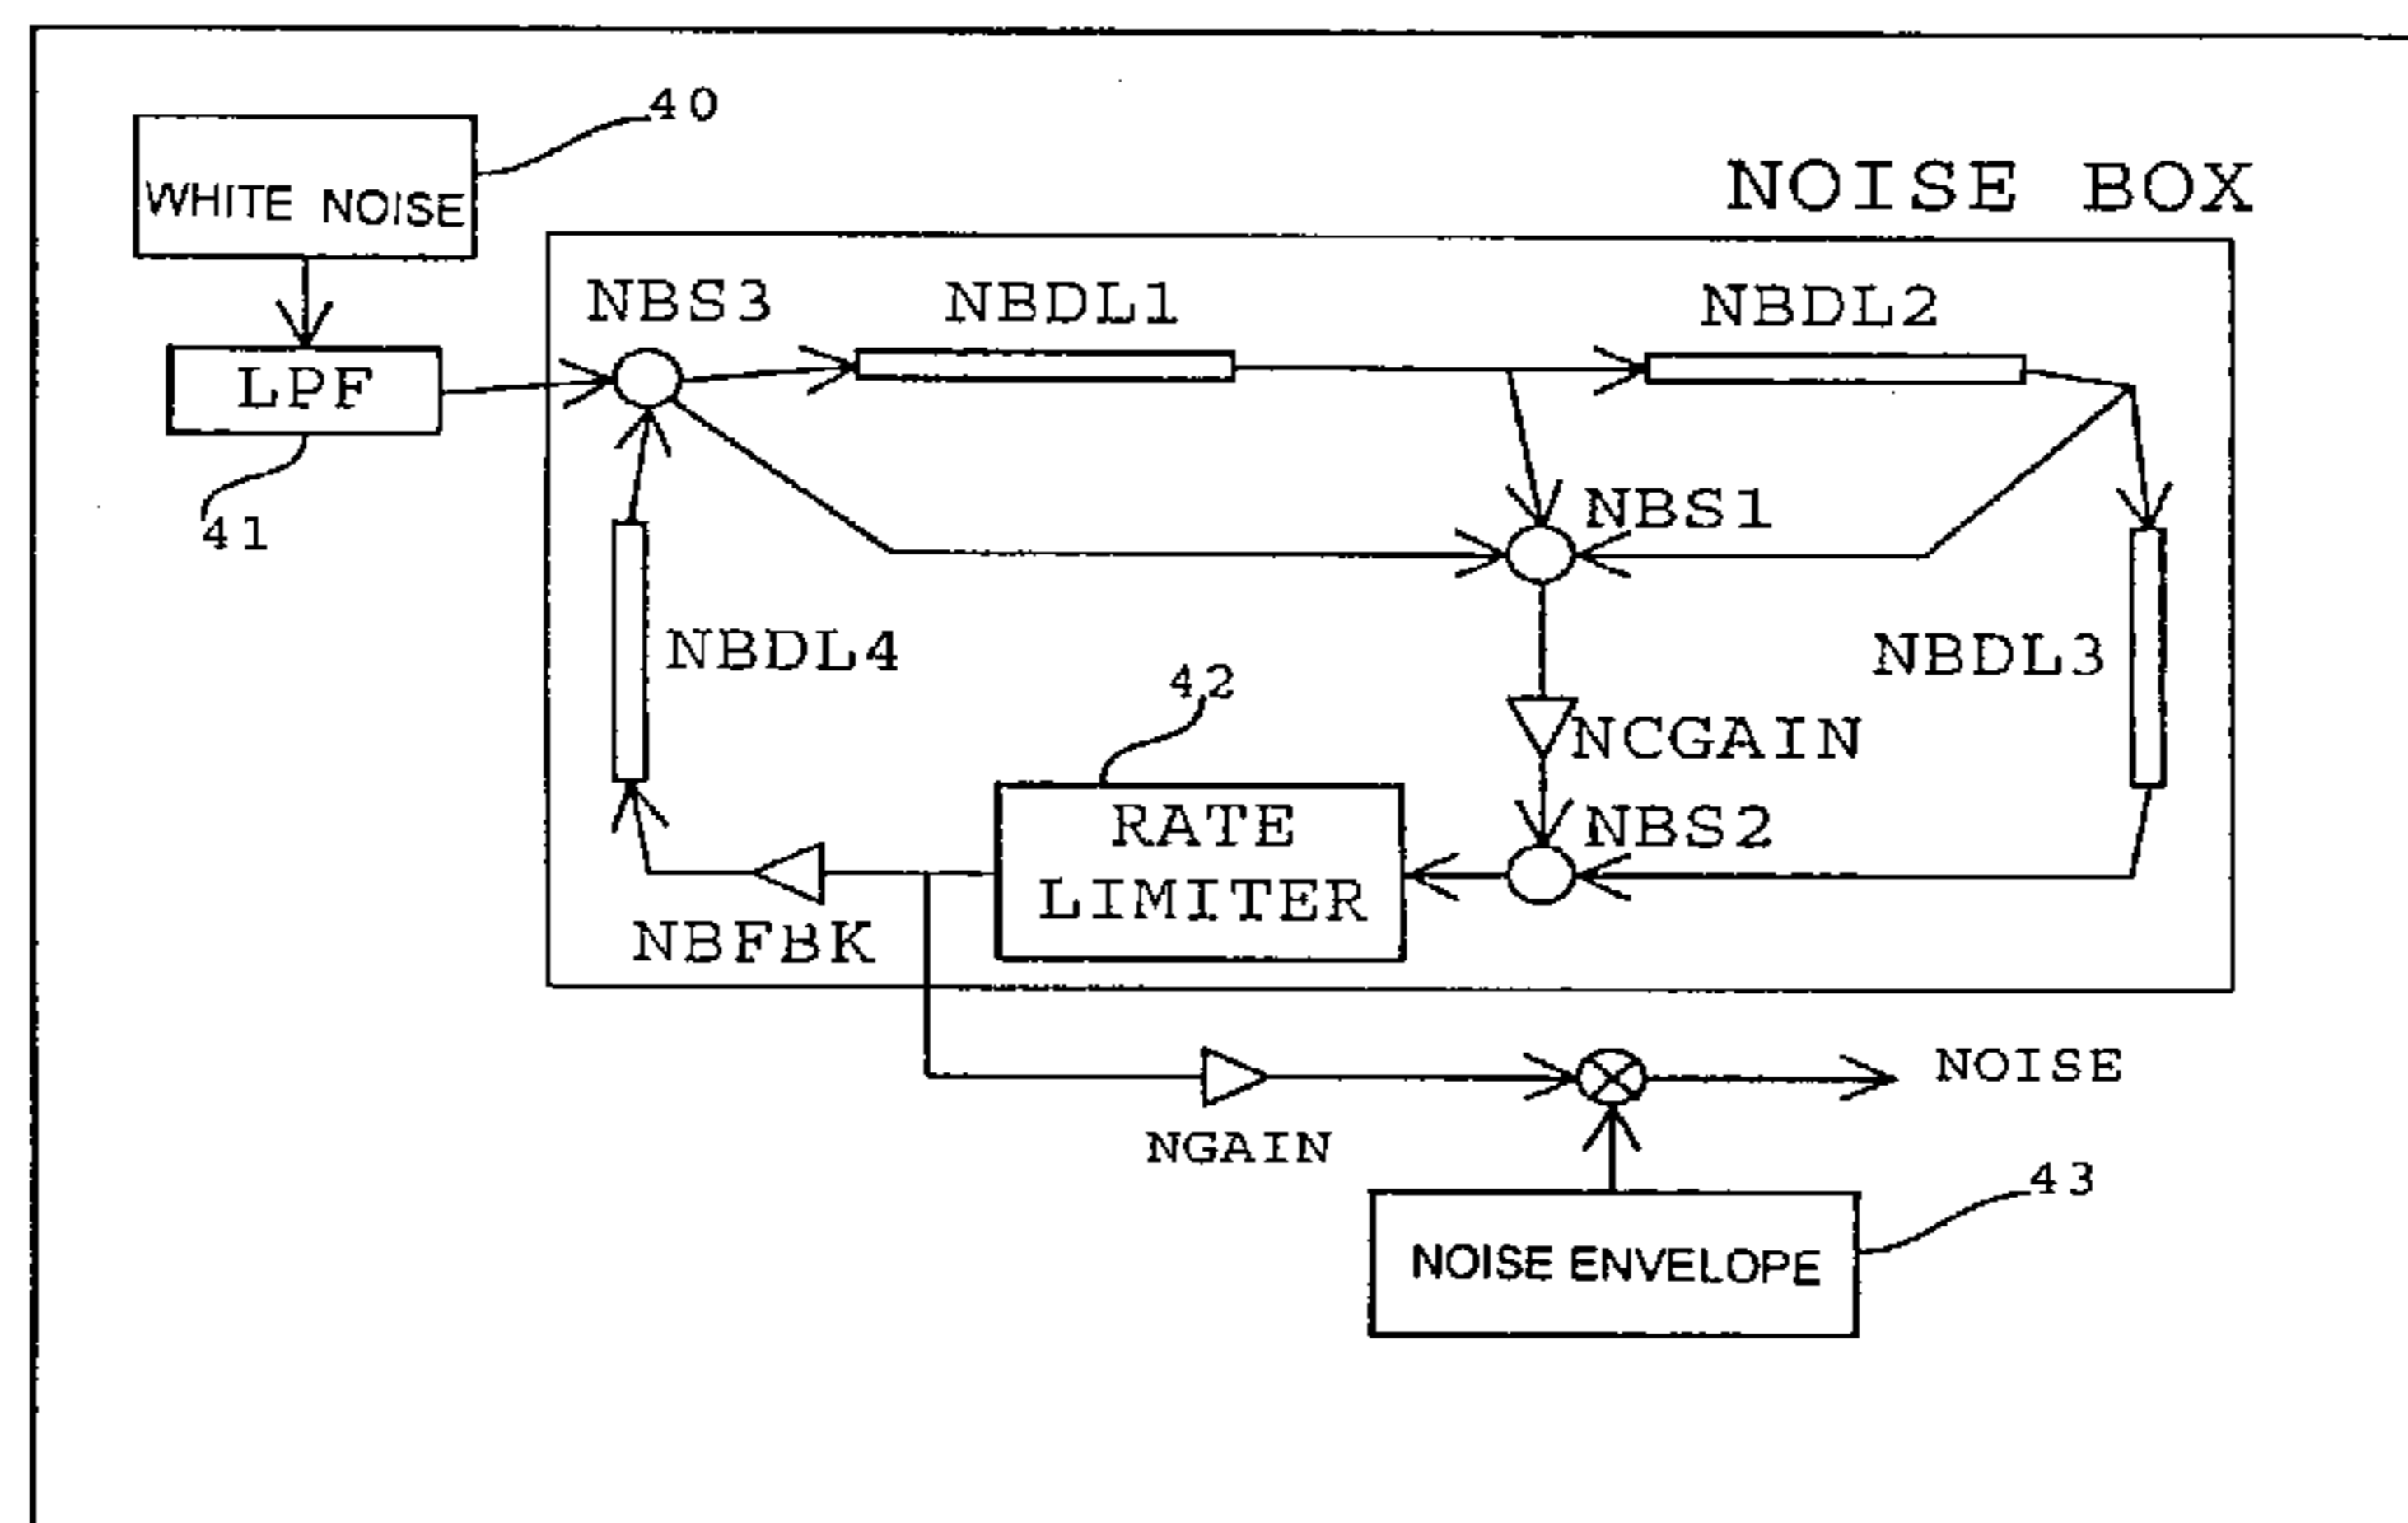 40
WHITE NOISE
NOISE BOX
NBS3
NBDL1
NBDL2
LPF
41
NBS1
NBDL4
NBDL3
42
NCGAIN
RATE
LIMITER
NBS2
NBFBK
NOISE
NGAIN
43
NOISE ENVELOPE